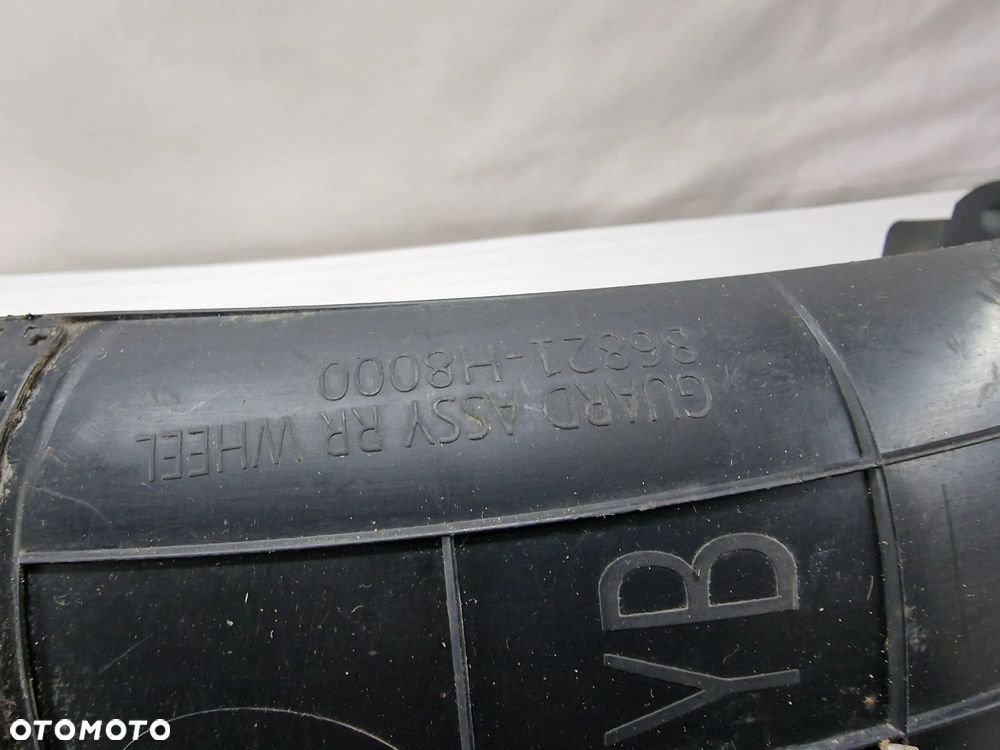 GUARD ASSY RR WHEEL
86821-H8000
YB
OTOMOTO